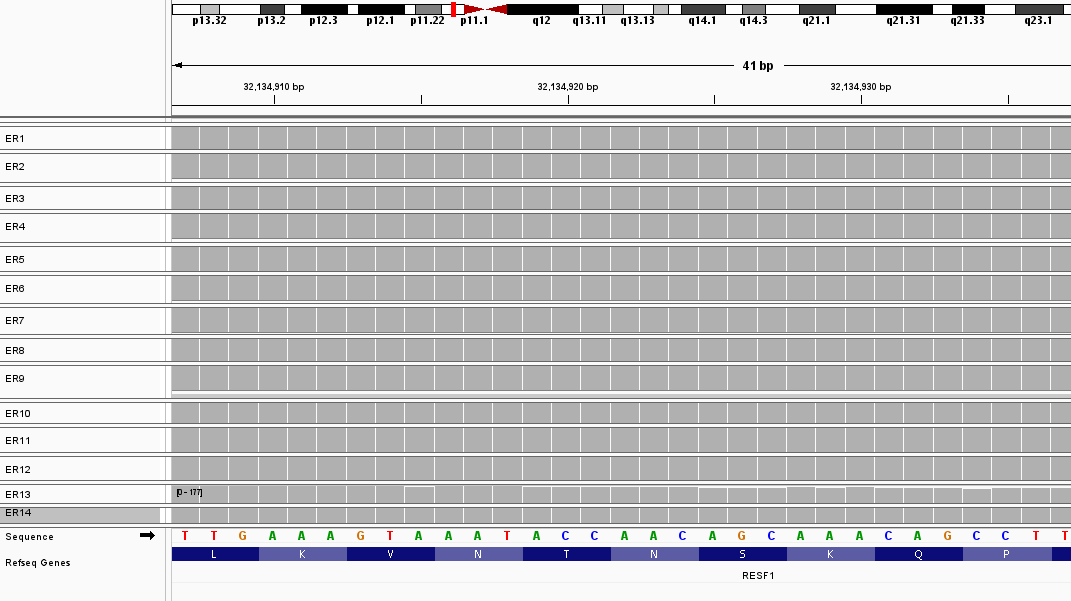 p13.32 p13.2 p12.3 p12.1 p11.22 p11.1 q12 q13.11 q13.13 q14.1 q14.3 q21.1 q21.31 q21.33 q23.1
41 bp
32,134,910 bp 32,134,920 bp 32,134,930 bp
ER1
ER2
ER3
ER4
ER5
ER6
ER7
ER8
ER9
ER10
ER11
ER12
ER13 [0 - 177]
ER14
Sequence T T G A A A G T A A A T A C C A A C A G C A A A C A G C C T T
L K V N T N S K Q P
Refseq Genes
RESF1